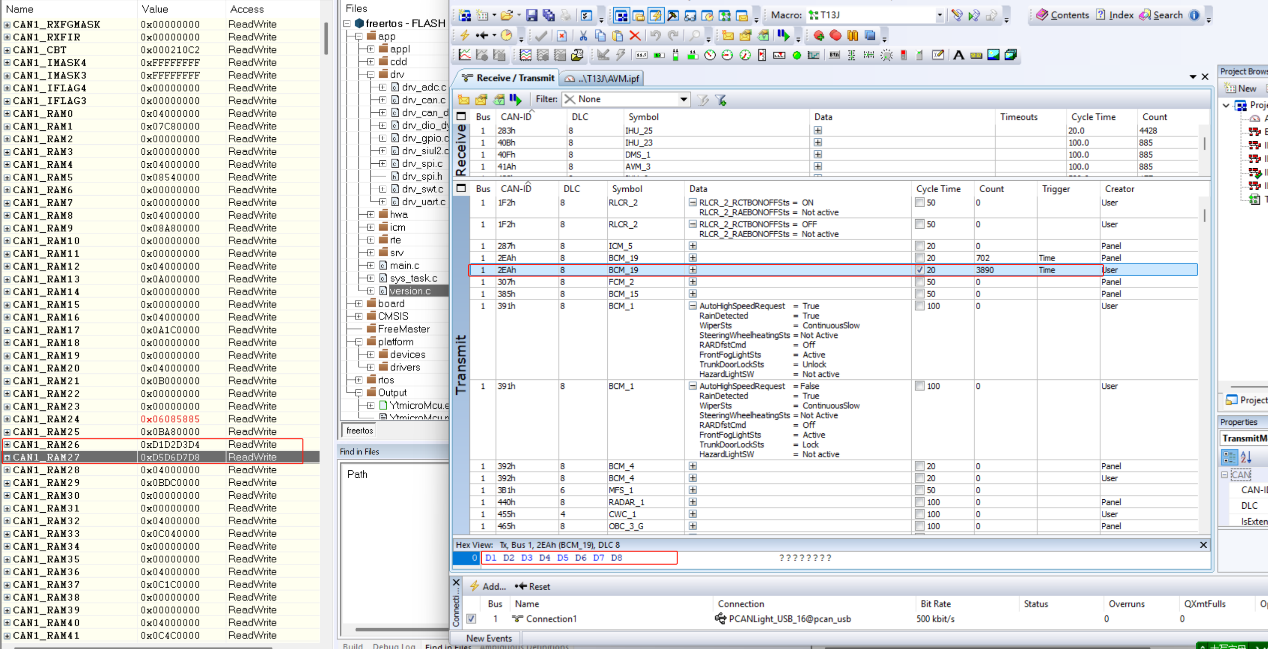 Name Value Access
CAN1_RXFGMASK 0x00000000 ReadWrite
CAN1_RXFIR 0x00000000 ReadWrite
CAN1_CBT 0x000210C2 ReadWrite
CAN1_IMASK4 0xFFFFFFFF ReadWrite
CAN1_IMASK3 0xFFFFFFFF ReadWrite
CAN1_IFLAG4 0x00000000 ReadWrite
CAN1_IFLAG3 0x00000000 ReadWrite
CAN1_RAM0 0x04000000 ReadWrite
CAN1_RAM1 0x07C80000 ReadWrite
CAN1_RAM2 0x00000000 ReadWrite
CAN1_RAM3 0x00000000 ReadWrite
CAN1_RAM4 0x04000000 ReadWrite
CAN1_RAM5 0x08540000 ReadWrite
CAN1_RAM6 0x00000000 ReadWrite
CAN1_RAM7 0x00000000 ReadWrite
CAN1_RAM8 0x04000000 ReadWrite
CAN1_RAM9 0x08A80000 ReadWrite
CAN1_RAM10 0x00000000 ReadWrite
CAN1_RAM11 0x00000000 ReadWrite
CAN1_RAM12 0x04000000 ReadWrite
CAN1_RAM13 0x0A000000 ReadWrite
CAN1_RAM14 0x00000000 ReadWrite
CAN1_RAM15 0x00000000 ReadWrite
CAN1_RAM16 0x04000000 ReadWrite
CAN1_RAM17 0x0A1C0000 ReadWrite
CAN1_RAM18 0x00000000 ReadWrite
CAN1_RAM19 0x00000000 ReadWrite
CAN1_RAM20 0x04000000 ReadWrite
CAN1_RAM21 0x0B000000 ReadWrite
CAN1_RAM22 0x00000000 ReadWrite
CAN1_RAM23 0x00000000 ReadWrite
CAN1_RAM24 0x06085885 ReadWrite
CAN1_RAM25 0x0BA80000 ReadWrite
CAN1_RAM26 0xD1D2D3D4 ReadWrite
CAN1_RAM27 0xD5D6D7D8 ReadWrite
CAN1_RAM28 0x04000000 ReadWrite
CAN1_RAM29 0x0BDC0000 ReadWrite
CAN1_RAM30 0x00000000 ReadWrite
CAN1_RAM31 0x00000000 ReadWrite
CAN1_RAM32 0x04000000 ReadWrite
CAN1_RAM33 0x0C040000 ReadWrite
CAN1_RAM34 0x00000000 ReadWrite
CAN1_RAM35 0x00000000 ReadWrite
CAN1_RAM36 0x04000000 ReadWrite
CAN1_RAM37 0x0C1C0000 ReadWrite
CAN1_RAM38 0x00000000 ReadWrite
CAN1_RAM39 0x00000000 ReadWrite
CAN1_RAM40 0x04000000 ReadWrite
CAN1_RAM41 0x0C4C0000 ReadWrite
Files
freertos - FLASH
app
appl
cdd
drv
drv_adc.c
drv_can.c
drv_can_d
drv_dio_dy
drv_gpio.c
drv_siul2.c
drv_spi.c
drv_spi.h
drv_swt.c
drv_uart.c
hwa
icm
rte
srv
main.c
sys_task.c
version.c
board
CMSIS
FreeMaster
platform
devices
drivers
rtos
Output
YtmicroMcu.e
YtmicroMcu.m
freertos
Find in Files
Path
Build Debug Log Find in Files Ambiguous Definitions
Macro: T13J Contents Index Search
Receive / Transmit ..\T13J\AVM.ipf
Filter: None
Receive
Bus CAN-ID DLC Symbol Data Timeouts Cycle Time Count
1 283h 8 IHU_25 20.0 4428
1 40Bh 8 IHU_23 100.0 885
1 40Fh 8 DMS_1 100.0 885
1 41Ah 8 AVM_3 100.0 885
Transmit
Bus CAN-ID DLC Symbol Data Cycle Time Count Trigger Creator
1 1F2h 8 RLCR_2 RLCR_2_RCTBONOFFSts = ON 50 0 User
RLCR_2_RAEBONOFFSts = Not active
1 1F2h 8 RLCR_2 RLCR_2_RCTBONOFFSts = OFF 50 0 User
RLCR_2_RAEBONOFFSts = Not active
1 287h 8 ICM_5 20 0 Panel
1 2EAh 8 BCM_19 20 702 Time Panel
1 2EAh 8 BCM_19 20 3890 Time User
1 307h 8 FCM_2 50 0 Panel
1 385h 8 BCM_15 50 0 Panel
1 391h 8 BCM_1 AutoHighSpeedRequest = True 100 0 User
RainDetected = True
WiperSts = ContinuousSlow
SteeringWheelheatingSts = Not Active
RARDfstCmd = Off
FrontFogLightSts = Active
TrunkDoorLockSts = Unlock
HazardLightSW = Not active
1 391h 8 BCM_1 AutoHighSpeedRequest = False 100 0 User
RainDetected = True
WiperSts = ContinuousSlow
SteeringWheelheatingSts = Not Active
RARDfstCmd = Off
FrontFogLightSts = Active
TrunkDoorLockSts = Lock
HazardLightSW = Not active
1 392h 8 BCM_4 20 0 Panel
1 392h 8 BCM_4 20 0 User
1 3B1h 6 MFS_1 50 0
1 440h 8 RADAR_1 100 0 Panel
1 455h 4 CWC_1 100 0 User
1 465h 8 OBC_3_G 100 0 Panel
Hex View: Tx, Bus 1, 2EAh (BCM_19), DLC 8
0 D1 D2 D3 D4 D5 D6 D7 D8 ????????
Connecti...
Add... Reset
Bus Name Connection Bit Rate Status Overruns QXmtFulls
1 Connection1 PCANLight_USB_16@pcan_usb 500 kbit/s 0 0
New Events
Project Brows
New
Proje
Project
Properties
TransmitM
CAN
CAN-ID
DLC
IsExten